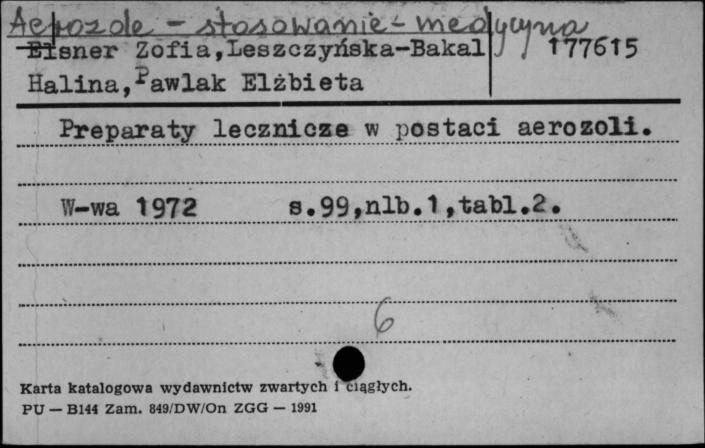 Aerozole - stosowanie - medycyna
Eisner Zofia,Leszczyńska-Bakal 177615
Halina,Pawlak Elżbieta
Preparaty lecznicze w postaci aerozoli.
W-wa 1972 s.99,nlb.1,tabl.2.
6
Karta katalogowa wydawnictw zwartych i ciągłych.
PU — B144 Zam. 849/DW/On ZGG — 1991